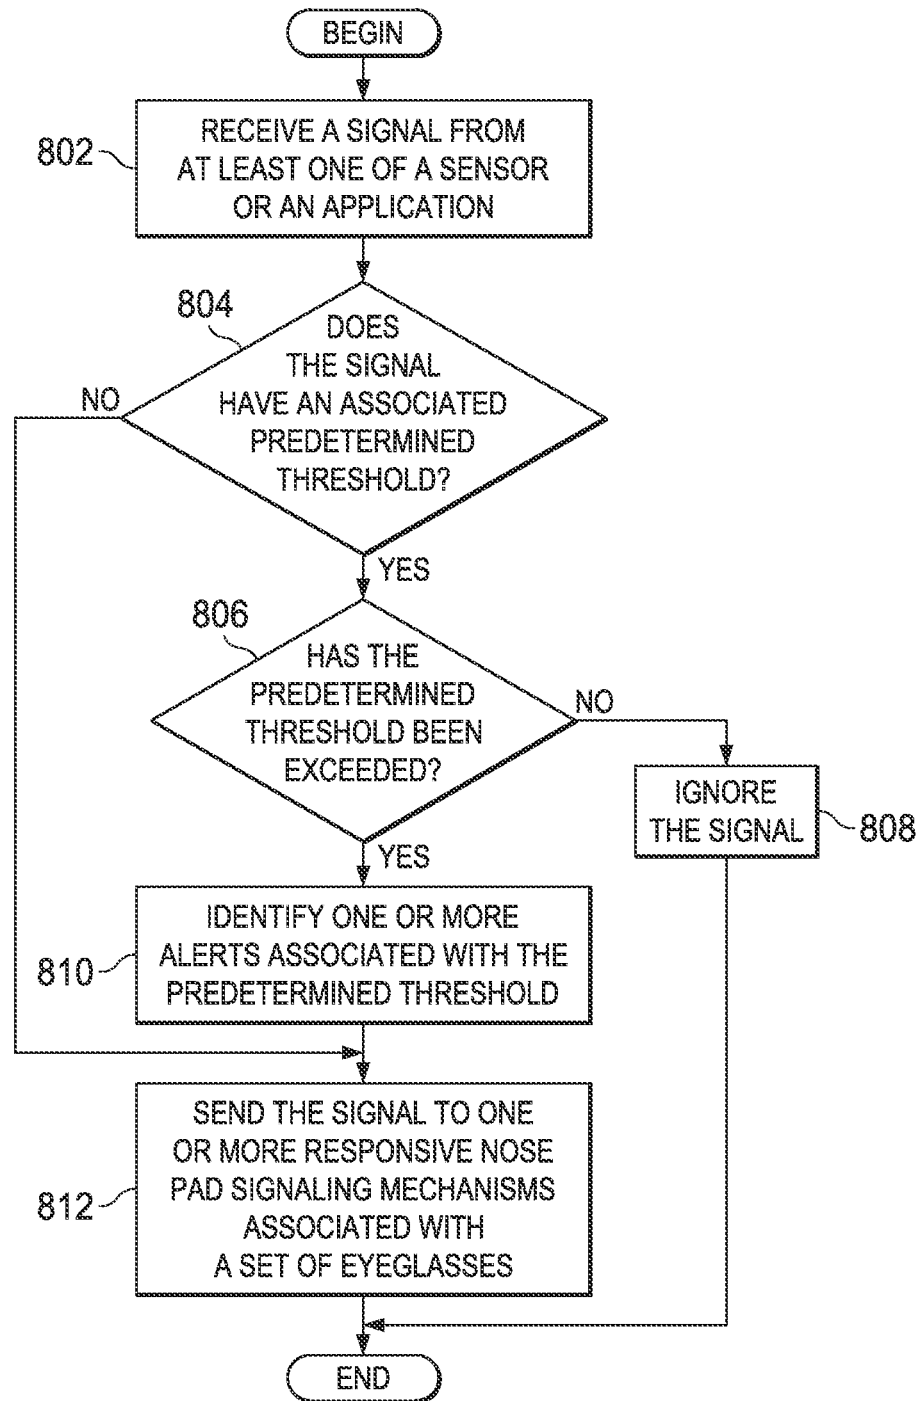 BEGIN
802
RECEIVE A SIGNAL FROM
AT LEAST ONE OF A SENSOR
OR AN APPLICATION
804
DOES
THE SIGNAL
HAVE AN ASSOCIATED
PREDETERMINED
THRESHOLD?
NO
YES
806
HAS THE
PREDETERMINED
THRESHOLD BEEN
EXCEEDED?
NO
YES
IGNORE
THE SIGNAL
808
810
IDENTIFY ONE OR MORE
ALERTS ASSOCIATED WITH THE
PREDETERMINED THRESHOLD
812
SEND THE SIGNAL TO ONE
OR MORE RESPONSIVE NOSE
PAD SIGNALING MECHANISMS
ASSOCIATED WITH
A SET OF EYEGLASSES
END